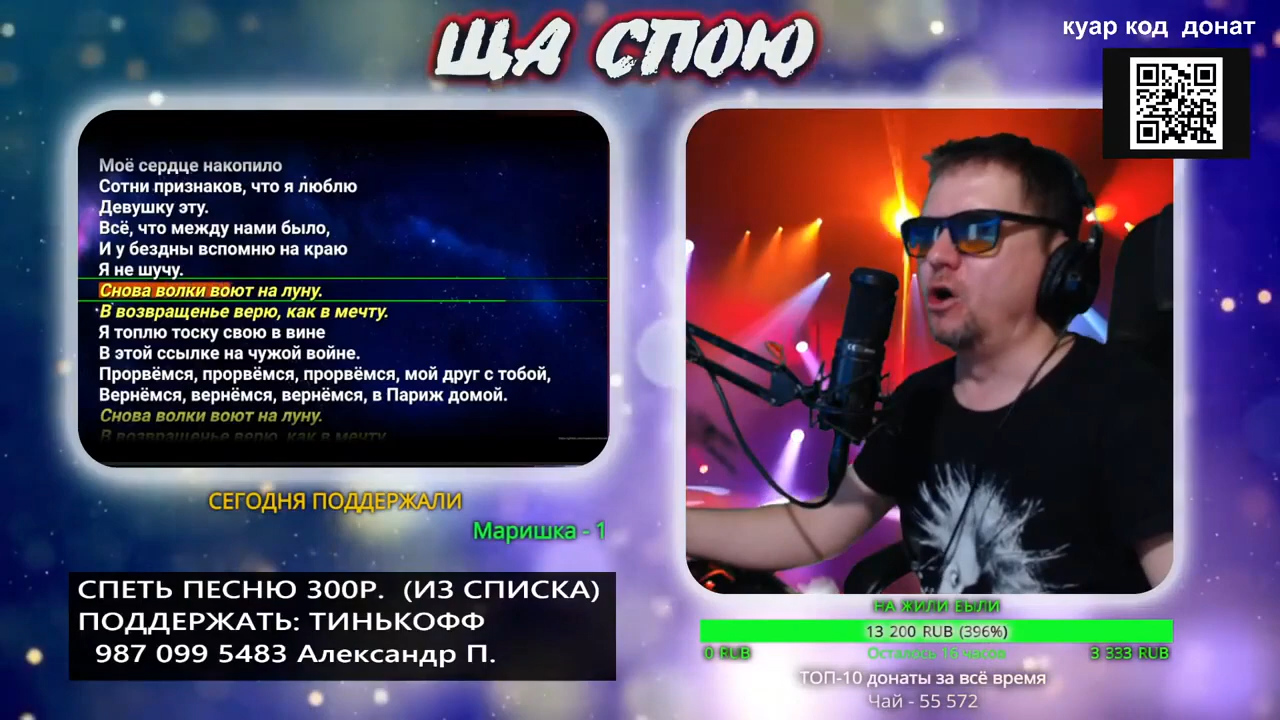 ЩА СПОЮ
куар код донат
Моё сердце накопило
Сотни признаков, что я люблю
Девушку эту.
Всё, что между нами было,
И у бездны вспомню на краю
Я не шучу.
Снова волки воют на луну.
В возвращенье верю, как в мечту.
Я топлю тоску свою в вине
В этой ссылке на чужой войне.
Прорвёмся, прорвёмся, прорвёмся, мой друг с тобой,
Вернёмся, вернёмся, вернёмся, в Париж домой.
Снова волки воют на луну.
В возвращенье верю, как в мечту
СЕГОДНЯ ПОДДЕРЖАЛИ
Маришка - 1
СПЕТЬ ПЕСНЮ 300Р. (ИЗ СПИСКА)
ПОДДЕРЖАТЬ: ТИНЬКОФФ
987 099 5483 Александр П.
НА ЖИЛИ БЫЛИ
13 200 RUB (396%)
0 RUB
Осталось 15 часов
3 333 RUB
ТОП-10 донаты за всё время
Чай - 55 572